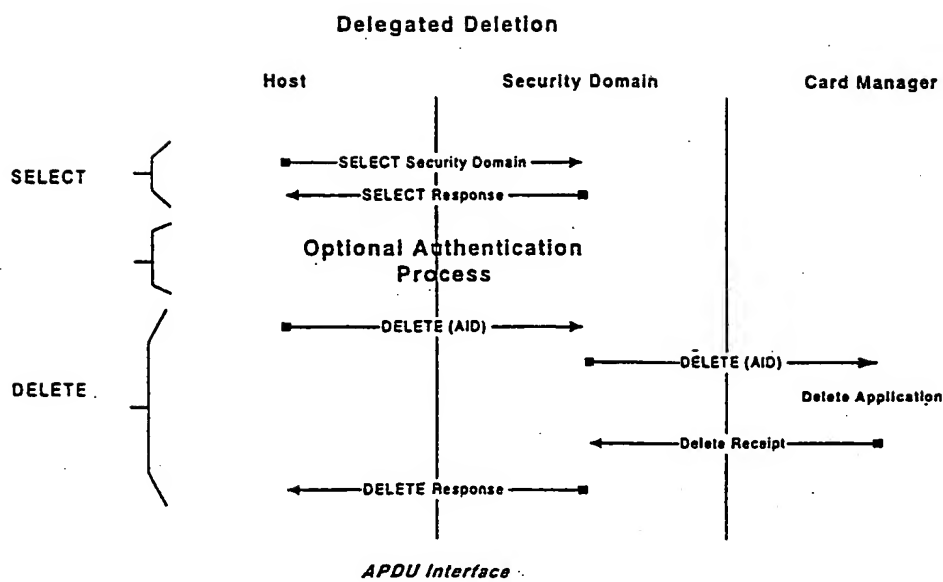 Delegated Deletion
Host
Security Domain
Card Manager
SELECT Security Domain
SELECT
SELECT Response
Optional Authentication
Process
DELETE (AID)
DELETE (AID)
DELETE
Delete Application
Delete Receipt
DELETE Response
APDU Interface